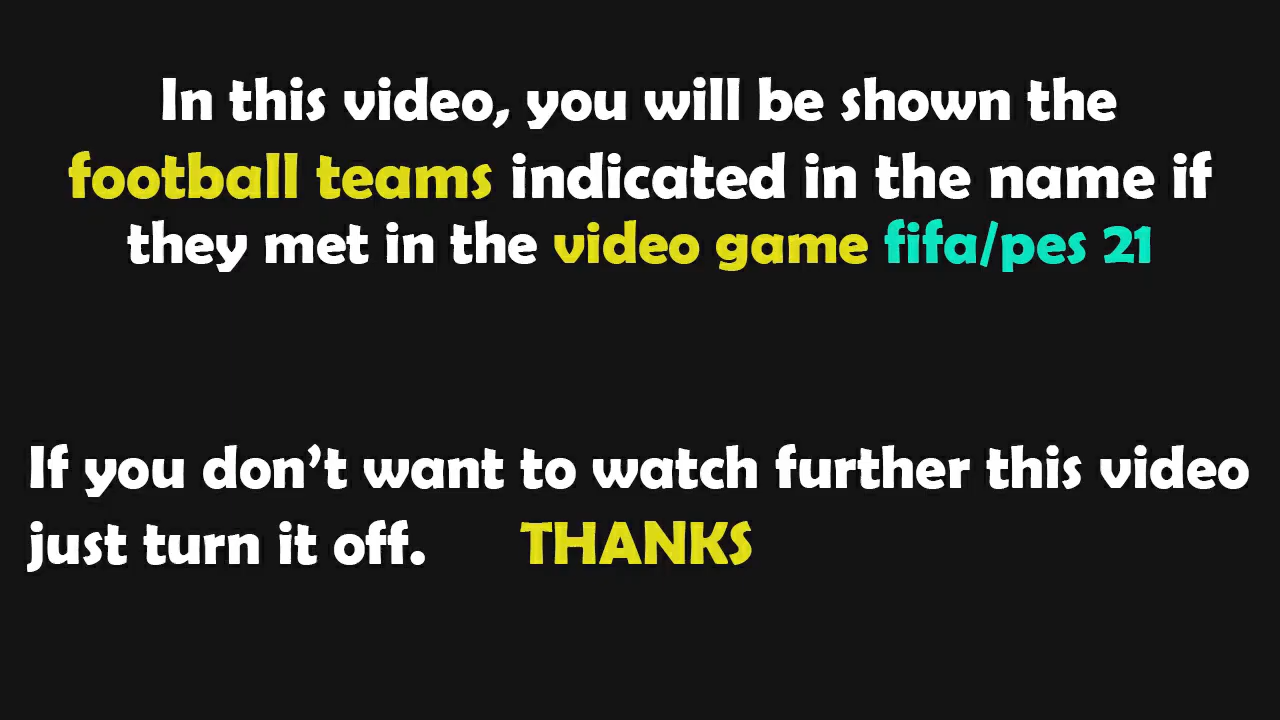 In this video, you will be shown the
football teams indicated in the name if
they met in the video game fifa/pes 21
If you don’t want to watch further this video
just turn it off. THANKS